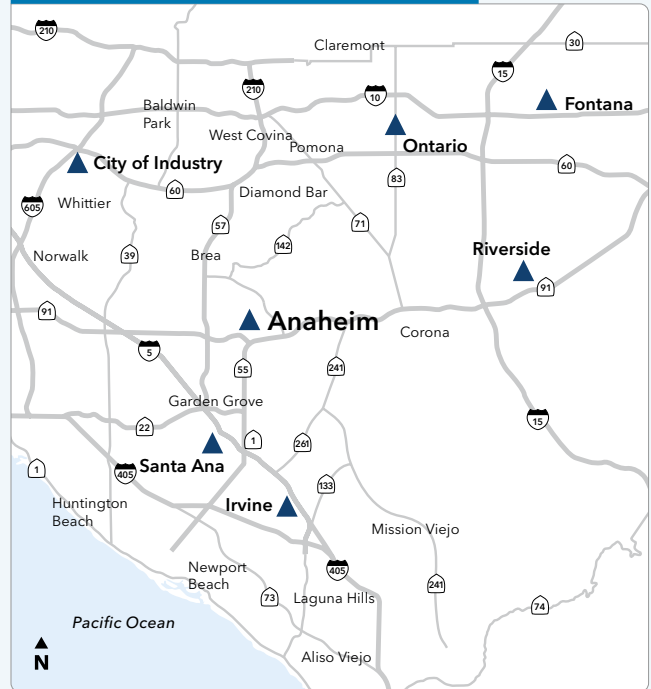 210
30
Claremont
15
210
10
Fontana
Baldwin
Park
West Covina
Pomona
Ontario
City of Industry
60
60
83
Diamond Bar
605
Whittier
57
71
142
Riverside
Norwalk
39
Brea
91
91
Anaheim
Corona
5
55
241
Garden Grove
15
22
1
261
Santa Ana
1
405
133
Irvine
Huntington
Beach
Mission Viejo
Newport
Beach
405
241
73
Laguna Hills
74
Pacific Ocean
N
Aliso Viejo